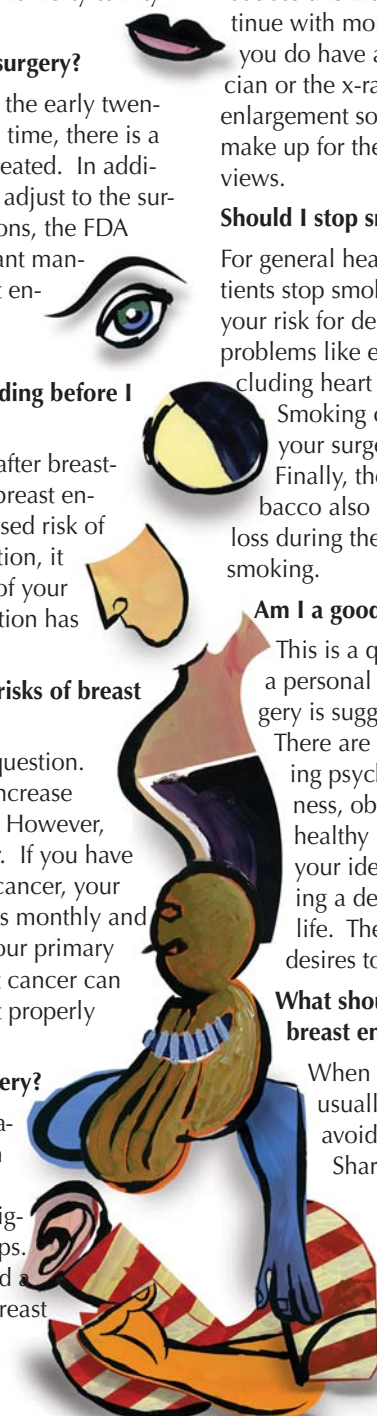 surgery?
the early twen-
time, there is a
eated. In addi-
adjust to the sur-
ons, the FDA
ant man-
t en-
ding before I
after breast-
breast en-
sed risk of
tion, it
of your
tion has
risks of breast
question.
ncrease
However,
r. If you have
cancer, your
s monthly and
our primary
t cancer can
t properly
ery?
a-
ig-
ps.
d a
reast
tinue with mo
you do have a
cian or the x-ra
enlargement so
make up for the
views.
Should I stop sm
For general hea
tients stop smol
your risk for de
problems like e
cluding heart
Smoking c
your surge
Finally, the
bacco also
loss during the
smoking.
Am I a good
This is a q
a personal
gery is sugg
There are
ing psych
ness, ob
healthy
your ide
ing a de
life. The
desires to
What shou
breast en
When
usually
avoid
Shar